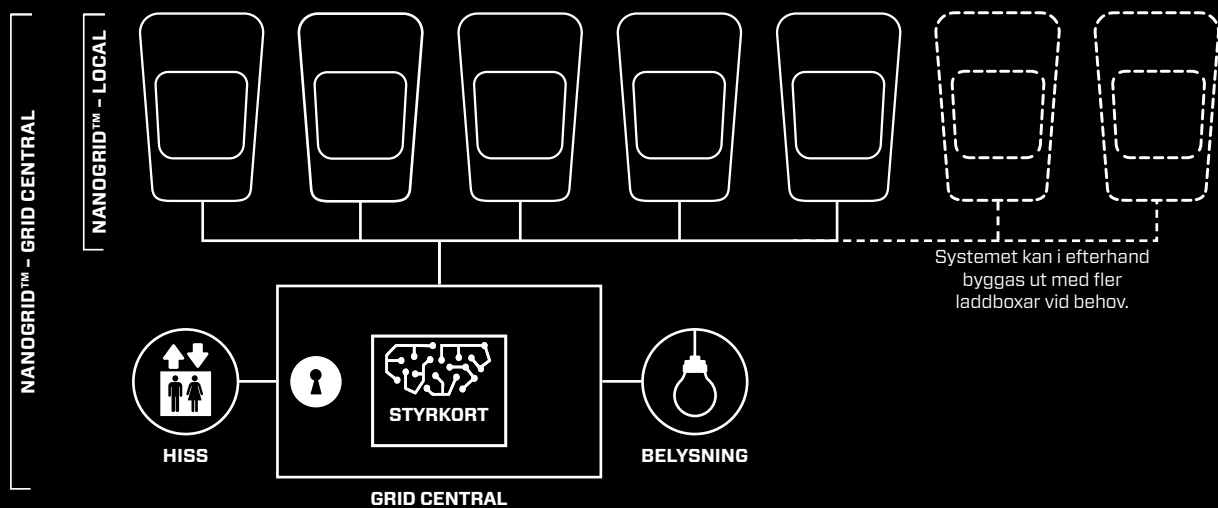 NANOGRID™ – GRID CENTRAL
NANOGRID™ – LOCAL
Systemet kan i efterhand
byggas ut med fler
laddboxar vid behov.
STYRKORT
HISS
BELYSNING
GRID CENTRAL